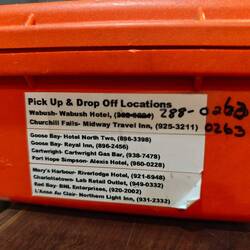 Pick Up & Drop Off Locations
Wabush- Wabush Hotel, 288-0268
Churchill Falls- Midway Travel Inn, (925-3211) 0263
Goose Bay- Hotel North Two, (896-3398)
Goose Bay- Royal Inn, (896-2456)
Cartwright- Cartwright Gas Bar, (938-7478)
Port Hope Simpson- Alexis Hotel, (960-0228)
Mary's Harbour- Riverlodge Hotel, (921-6948)
Charlottetown- Lab Retail Outlet, (949-0332)
Red Bay- BNL Enterprises, (920-2002)
L'Anse Au Clair- Northern Light Inn, (931-2332)